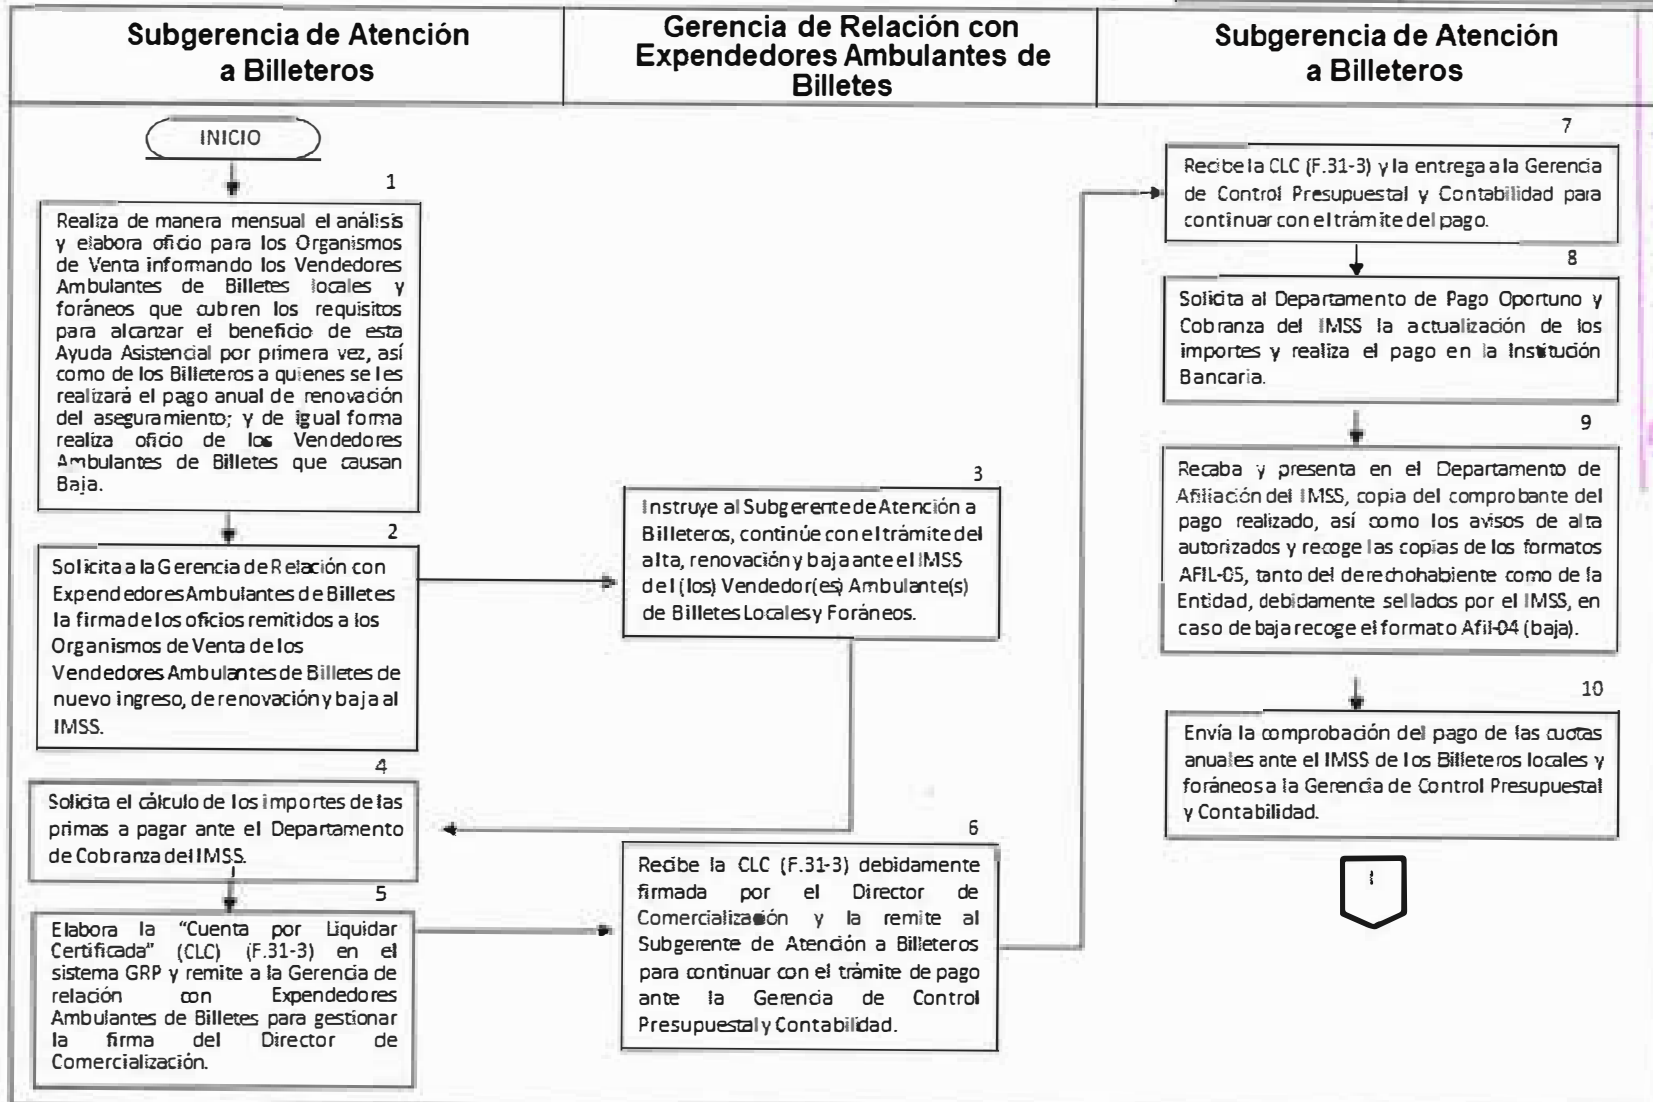 Subgerencia de Atención
a Billeteros
Gerencia de Relación con
Expendedores Ambulantes de
Billetes
Subgerencia de Atención
a Billeteros
INICIO
1
Realiza de manera mensual el análisis
y elabora oficio para los Organismos
de Venta informando los Vendedores
Ambulantes de Billetes locales y
foráneos que cubren los requisitos
para alcanzar el beneficio de esta
Ayuda Asistencial por primera vez, así
como de los Billeteros a quienes se les
realizará el pago anual de renovación
del aseguramiento; y de igual forma
realiza oficio de los Vendedores
Ambulantes de Billetes que causan
Baja.
2
Solicita a la Gerencia de Relación con
Expendedores Ambulantes de Billetes
la firma de los oficios remitidos a los
Organismos de Venta de los
Vendedores Ambulantes de Billetes de
nuevo ingreso, de renovación y baja al
IMSS.
3
Instruye al Subgerente de Atención a
Billeteros, continúe con el trámite del
alta, renovación y baja ante el IMSS
del (los) Vendedor(es) Ambulante(s)
de Billetes Locales y Foráneos.
4
Solicita el cálculo de los importes de las
primas a pagar ante el Departamento
de Cobranza del IMSS.
5
Elabora la "Cuenta por Liquidar
Certificada" (CLC) (F.31-3) en el
sistema GRP y remite a la Gerencia de
relación con Expendedores
Ambulantes de Billetes para gestionar
la firma del Director de
Comercialización.
6
Recibe la CLC (F.31-3) debidamente
firmada por el Director de
Comercialización y la remite al
Subgerente de Atención a Billeteros
para continuar con el trámite de pago
ante la Gerencia de Control
Presupuestal y Contabilidad.
7
Recibe la CLC (F.31-3) y la entrega a la Gerencia
de Control Presupuestal y Contabilidad para
continuar con el trámite del pago.
8
Solicita al Departamento de Pago Oportuno y
Cobranza del IMSS la actualización de los
importes y realiza el pago en la Institución
Bancaria.
9
Recaba y presenta en el Departamento de
Afiliación del IMSS, copia del comprobante del
pago realizado, así como los avisos de alta
autorizados y recoge las copias de los formatos
AFIL-05, tanto del derechohabiente como de la
Entidad, debidamente sellados por el IMSS, en
caso de baja recoge el formato Afil-04 (baja).
10
Envía la comprobación del pago de las cuotas
anuales ante el IMSS de los Billeteros locales y
foráneos a la Gerencia de Control Presupuestal
y Contabilidad.